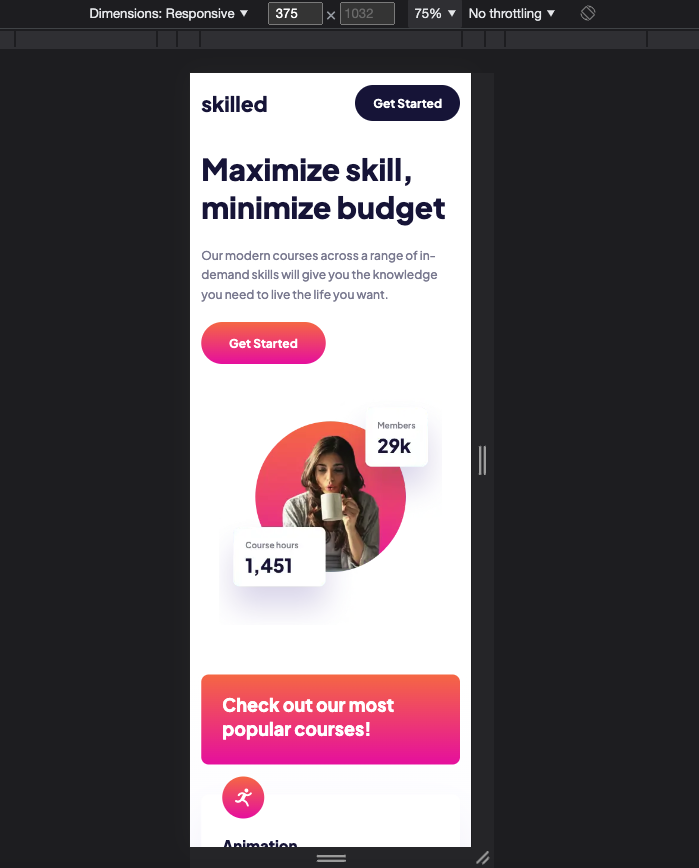 Dimensions: Responsive ▼ 375 × 1032 75% ▼ No throttling ▼
skilled
Get Started
Maximize skill,
minimize budget
Our modern courses across a range of in-
demand skills will give you the knowledge
you need to live the life you want.
Get Started
Members
29k
Course hours
1,451
Check out our most
popular courses!
Animation